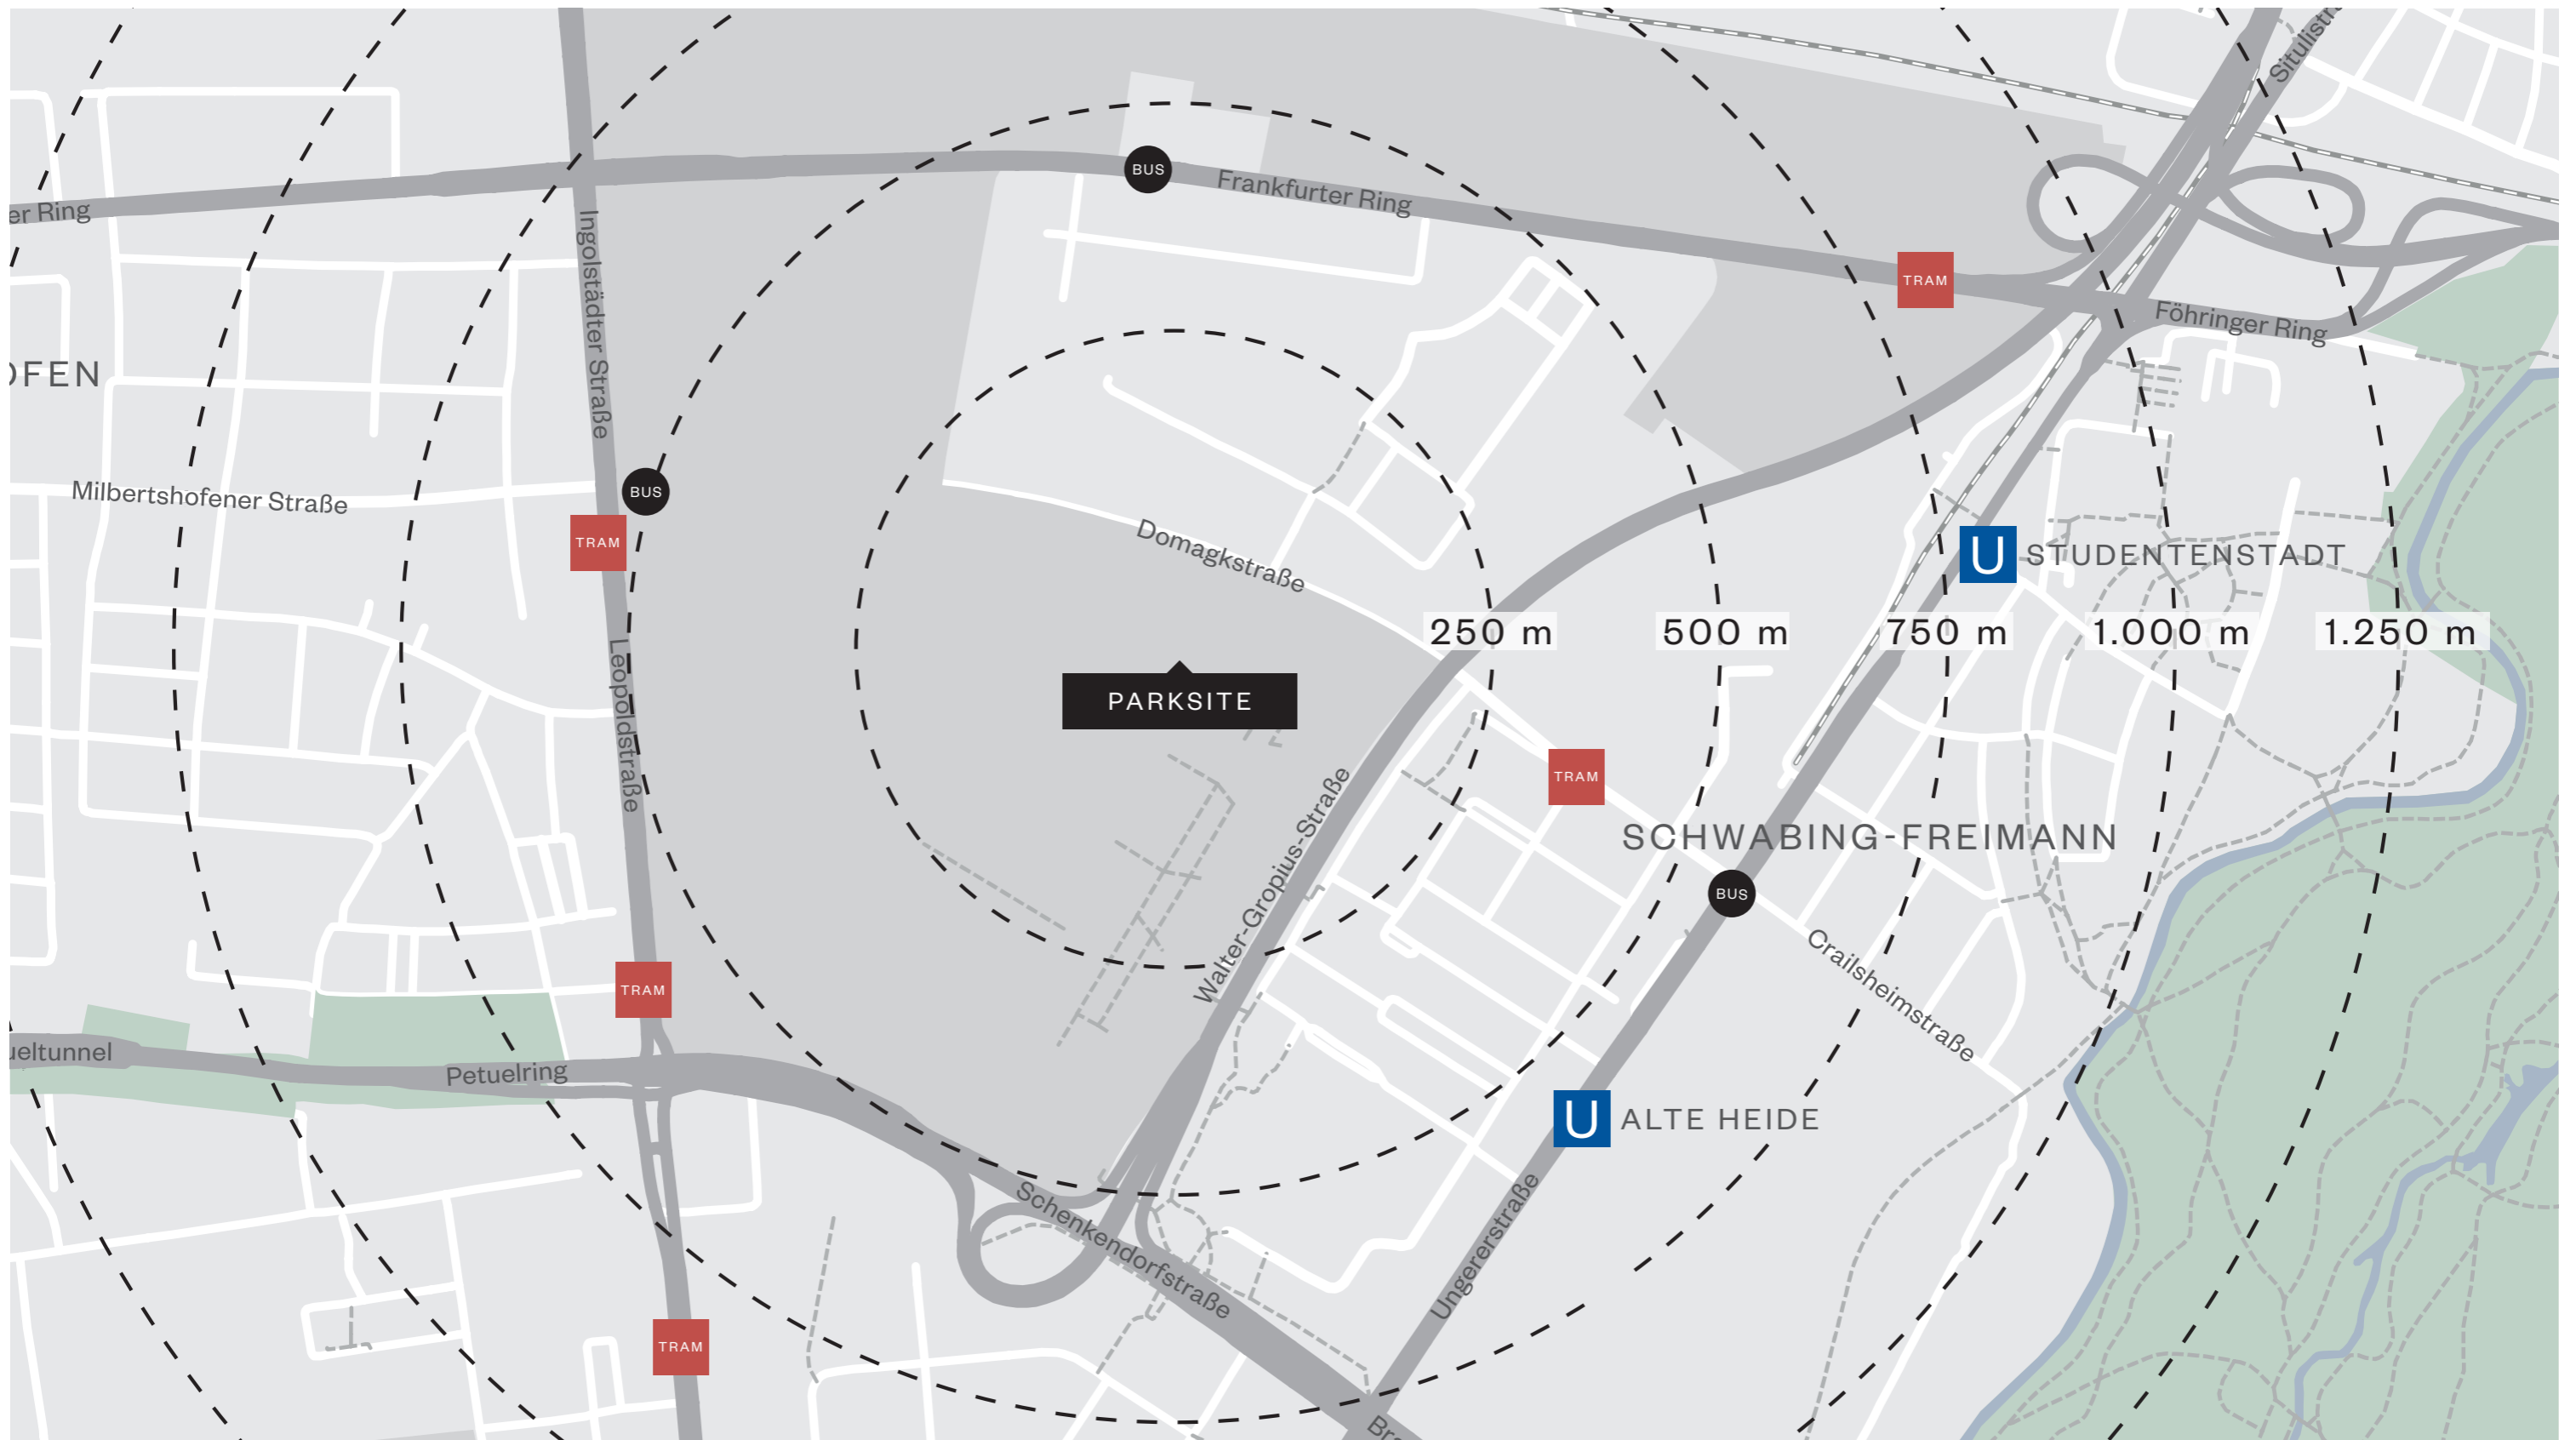 Situlistr
BUS
Frankfurter Ring
er Ring
TRAM
Föhringer Ring
Ingolstädter Straße
OFEN
Milbertshofener Straße
BUS
TRAM
Domagkstraße
U STUDENTENSTADT
250 m
500 m
750 m
1.000 m
1.250 m
Leopoldstraße
PARKSITE
TRAM
Walter-Gropius-Straße
SCHWABING-FREIMANN
BUS
Crailsheimstraße
TRAM
ueltunnel
Petuelring
U ALTE HEIDE
Schenkendorfstraße
Ungererstraße
TRAM
Bre